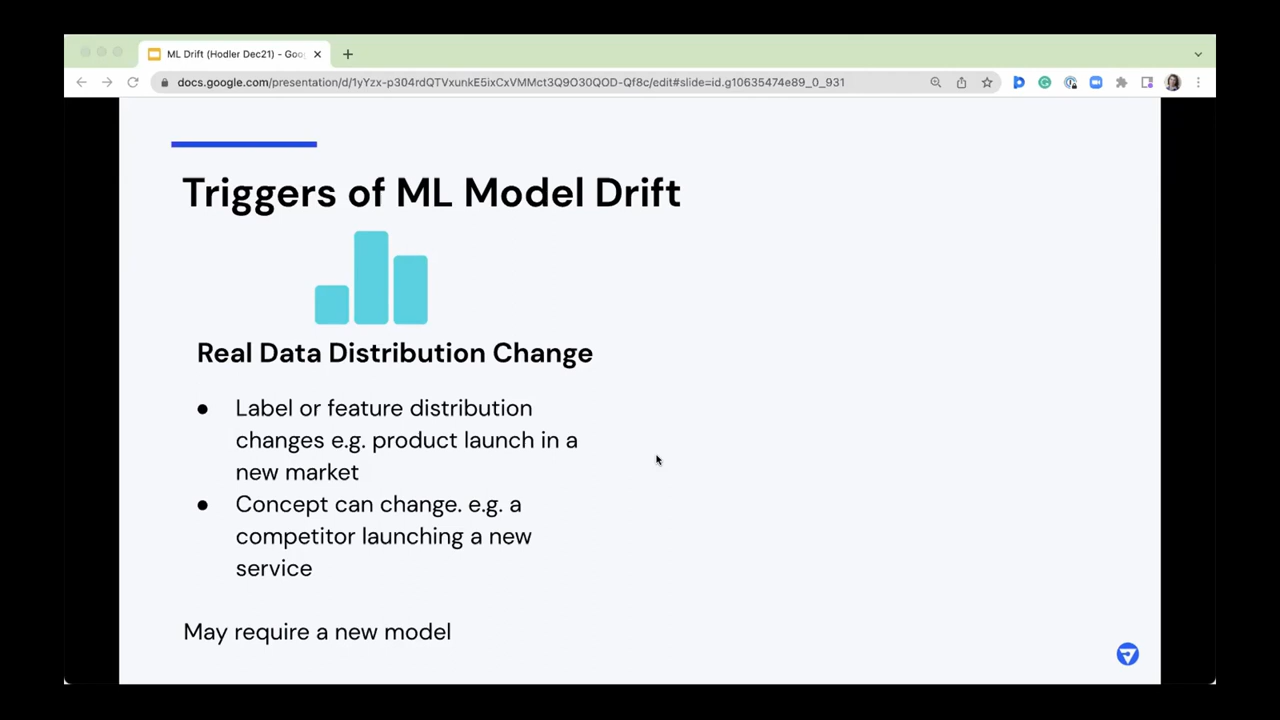 ML Drift (Hodler Dec21) - Goo
docs.google.com/presentation/d/1yYzx-p304rdQTVxunkE5ixCxVMMct3Q9O30QOD-Qf8c/edit#slide=id.g10635474e89_0_931
Triggers of ML Model Drift
Real Data Distribution Change
● Label or feature distribution
changes e.g. product launch in a
new market
● Concept can change. e.g. a
competitor launching a new
service
May require a new model